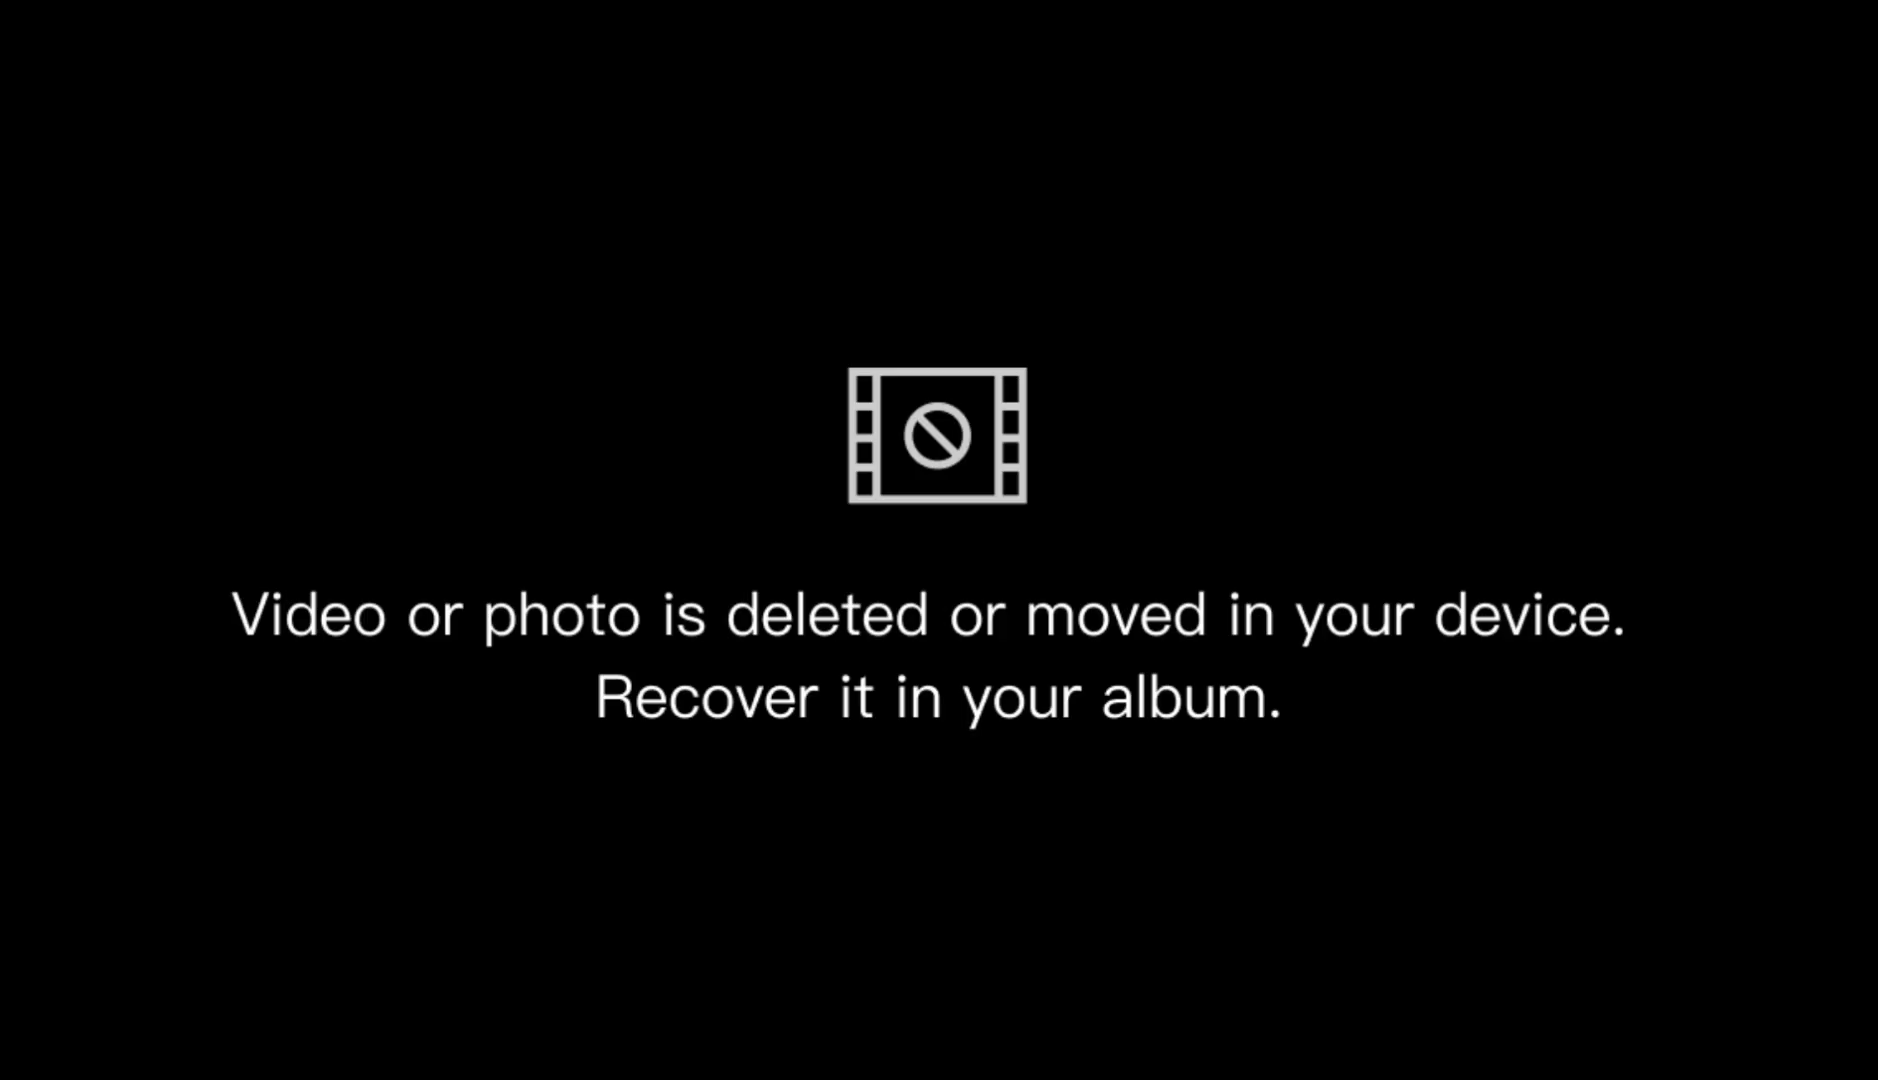 Video or photo is deleted or moved in your device.
Recover it in your album.